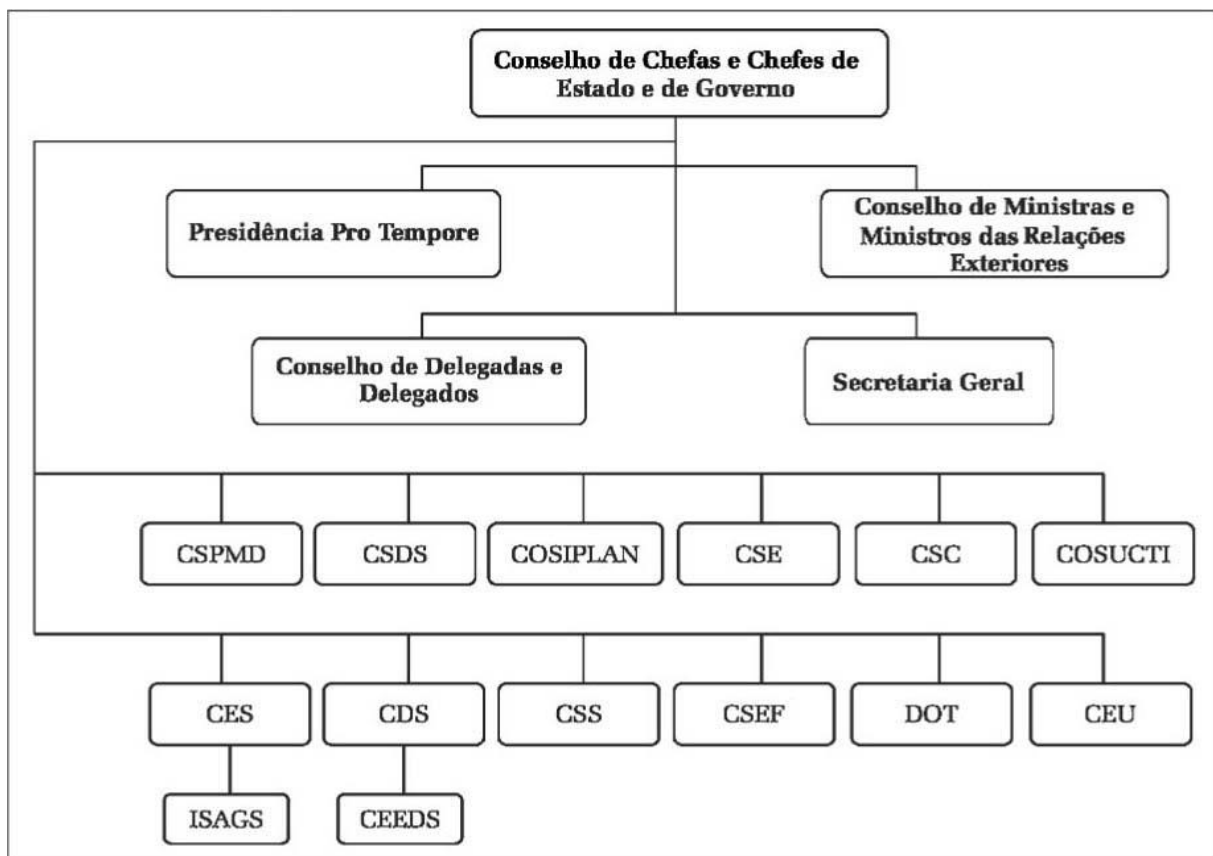 Conselho de Chefas e Chefes de
Estado e de Governo
Presidência Pro Tempore
Conselho de Ministras e
Ministros das Relações
Exteriores
Conselho de Delegadas e
Delegados
Secretaria Geral
CSPMD
CSDS
COSIPLAN
CSE
CSC
COSUCTI
CES
CDS
CSS
CSEF
DOT
CEU
ISAGS
CEEDS